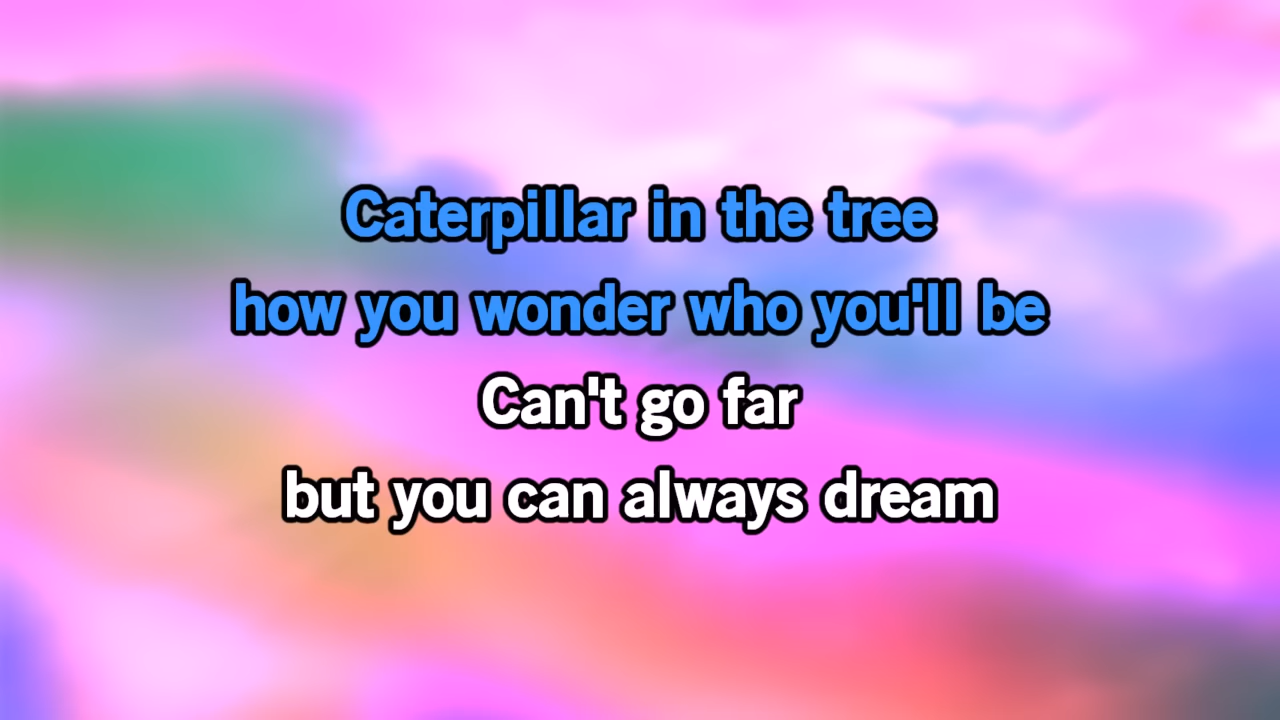 Caterpillar in the tree
how you wonder who you'll be
Can't go far
but you can always dream